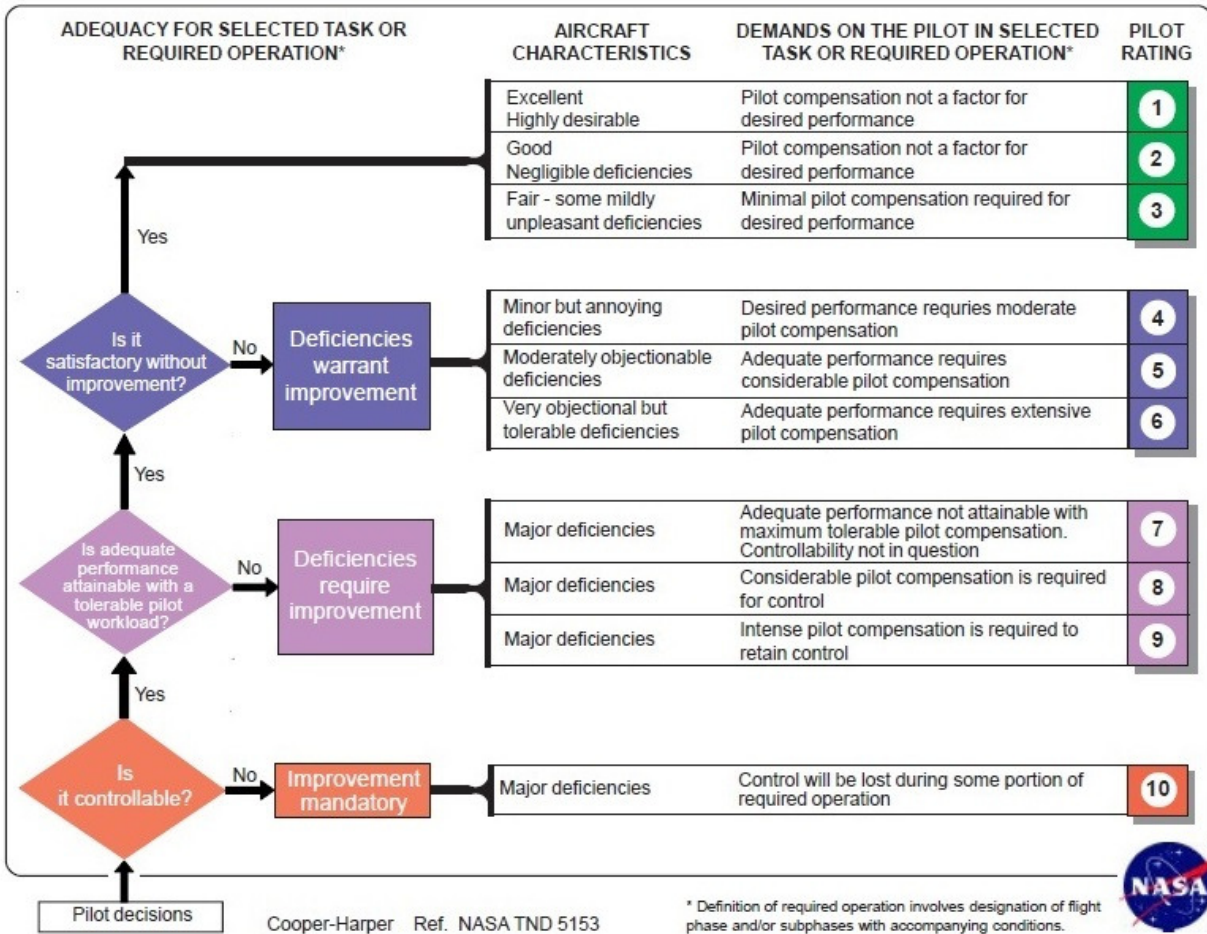 ADEQUACY FOR SELECTED TASK OR
REQUIRED OPERATION*
AIRCRAFT
CHARACTERISTICS
DEMANDS ON THE PILOT IN SELECTED
TASK OR REQUIRED OPERATION*
PILOT
RATING
Excellent
Highly desirable
Pilot compensation not a factor for
desired performance
1
Good
Negligible deficiencies
Pilot compensation not a factor for
desired performance
2
Fair - some mildly
unpleasant deficiencies
Minimal pilot compensation required for
desired performance
3
Yes
Is it
satisfactory without
improvement?
No
Deficiencies
warrant
improvement
Minor but annoying
deficiencies
Desired performance requries moderate
pilot compensation
4
Moderately objectionable
deficiencies
Adequate performance requires
considerable pilot compensation
5
Very objectional but
tolerable deficiencies
Adequate performance requires extensive
pilot compensation
6
Yes
Is adequate
performance
attainable with a
tolerable pilot
workload?
No
Deficiencies
require
improvement
Major deficiencies
Adequate performance not attainable with
maximum tolerable pilot compensation.
Controllability not in question
7
Major deficiencies
Considerable pilot compensation is required
for control
8
Major deficiencies
Intense pilot compensation is required to
retain control
9
Yes
Is
it controllable?
No
Improvement
mandatory
Major deficiencies
Control will be lost during some portion of
required operation
10
Pilot decisions
Cooper-Harper Ref. NASA TND 5153
* Definition of required operation involves designation of flight
phase and/or subphases with accompanying conditions.
NASA